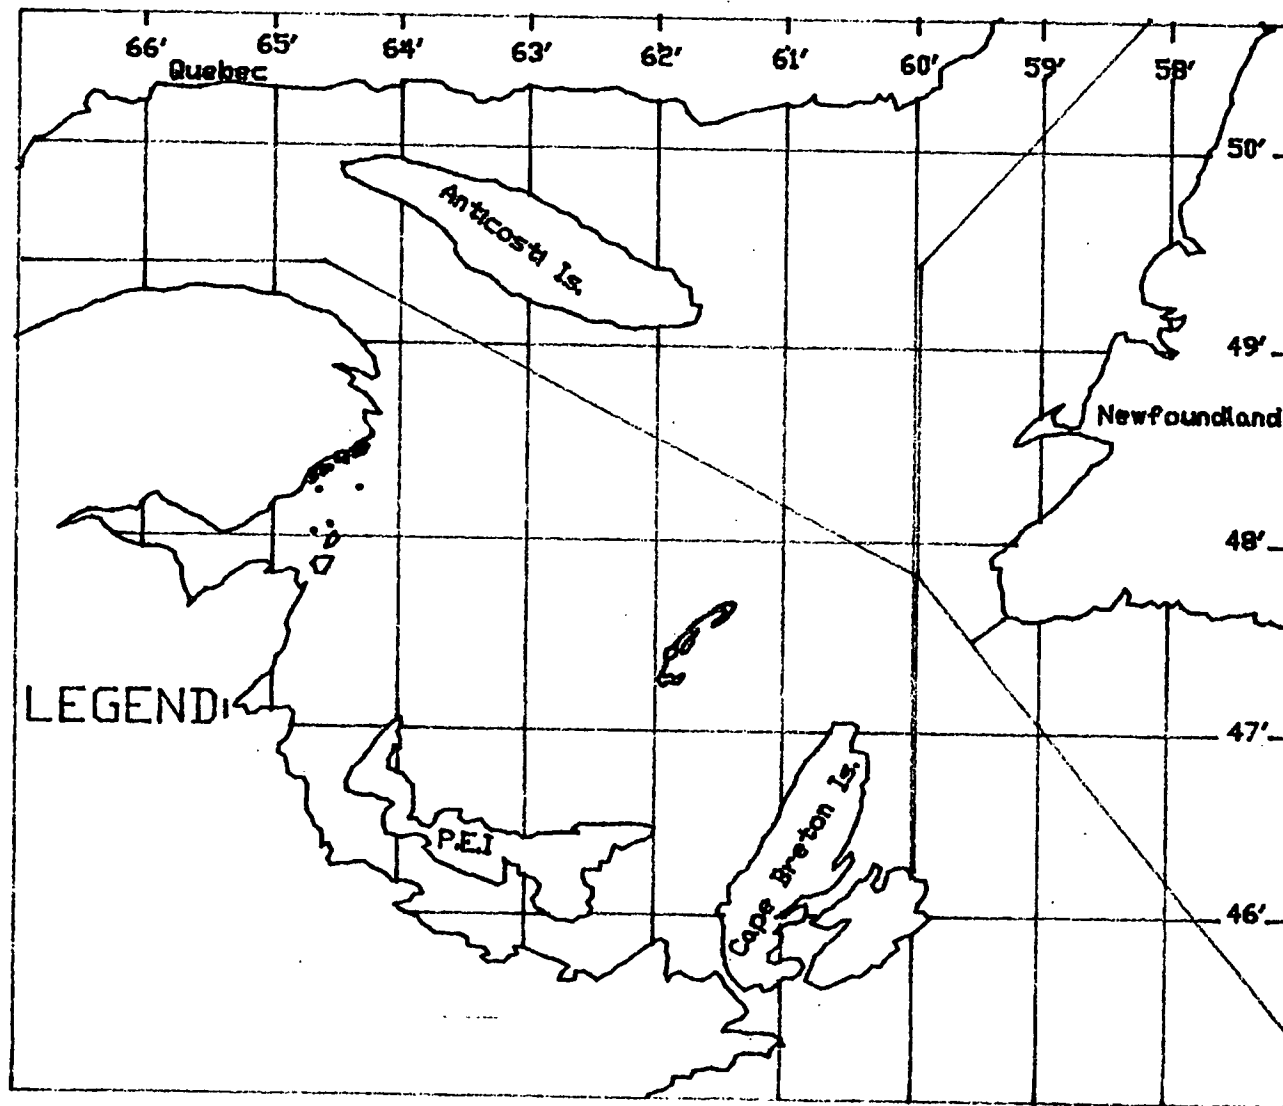 66' 65' 64' 63' 62' 61' 60' 59' 58'
Quebec
50'
Anticosti Is.
49'
Newfoundland
48'
LEGEND:
47'
Cape Breton Is.
P.E.I
46'